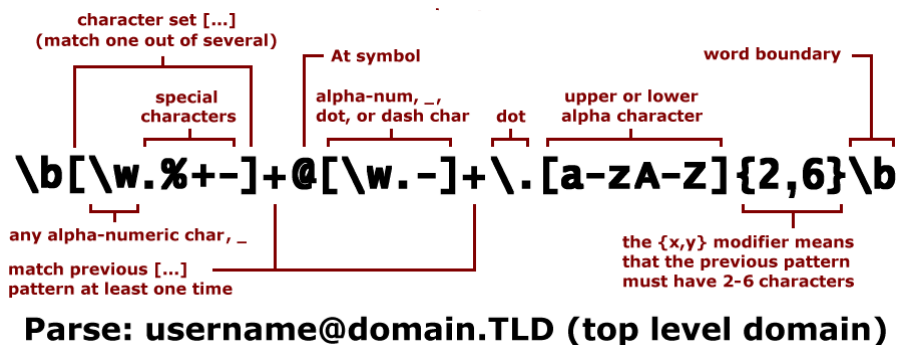 character set [...]
(match one out of several)
At symbol
word boundary
special
characters
alpha-num, _,
dot, or dash char
dot
upper or lower
alpha character
\b[\w.%+-]+@[\w.-]+\.[a-zA-Z]{2,6}\b
any alpha-numeric char, _
match previous [...]
pattern at least one time
the {x,y} modifier means
that the previous pattern
must have 2-6 characters
Parse: username@domain.TLD (top level domain)